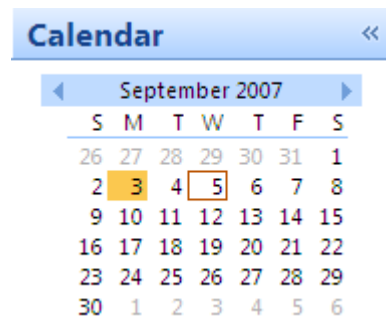 Calendar «
September 2007
S M T W T F S
26 27 28 29 30 31 1
2 3 4 5 6 7 8
9 10 11 12 13 14 15
16 17 18 19 20 21 22
23 24 25 26 27 28 29
30 1 2 3 4 5 6